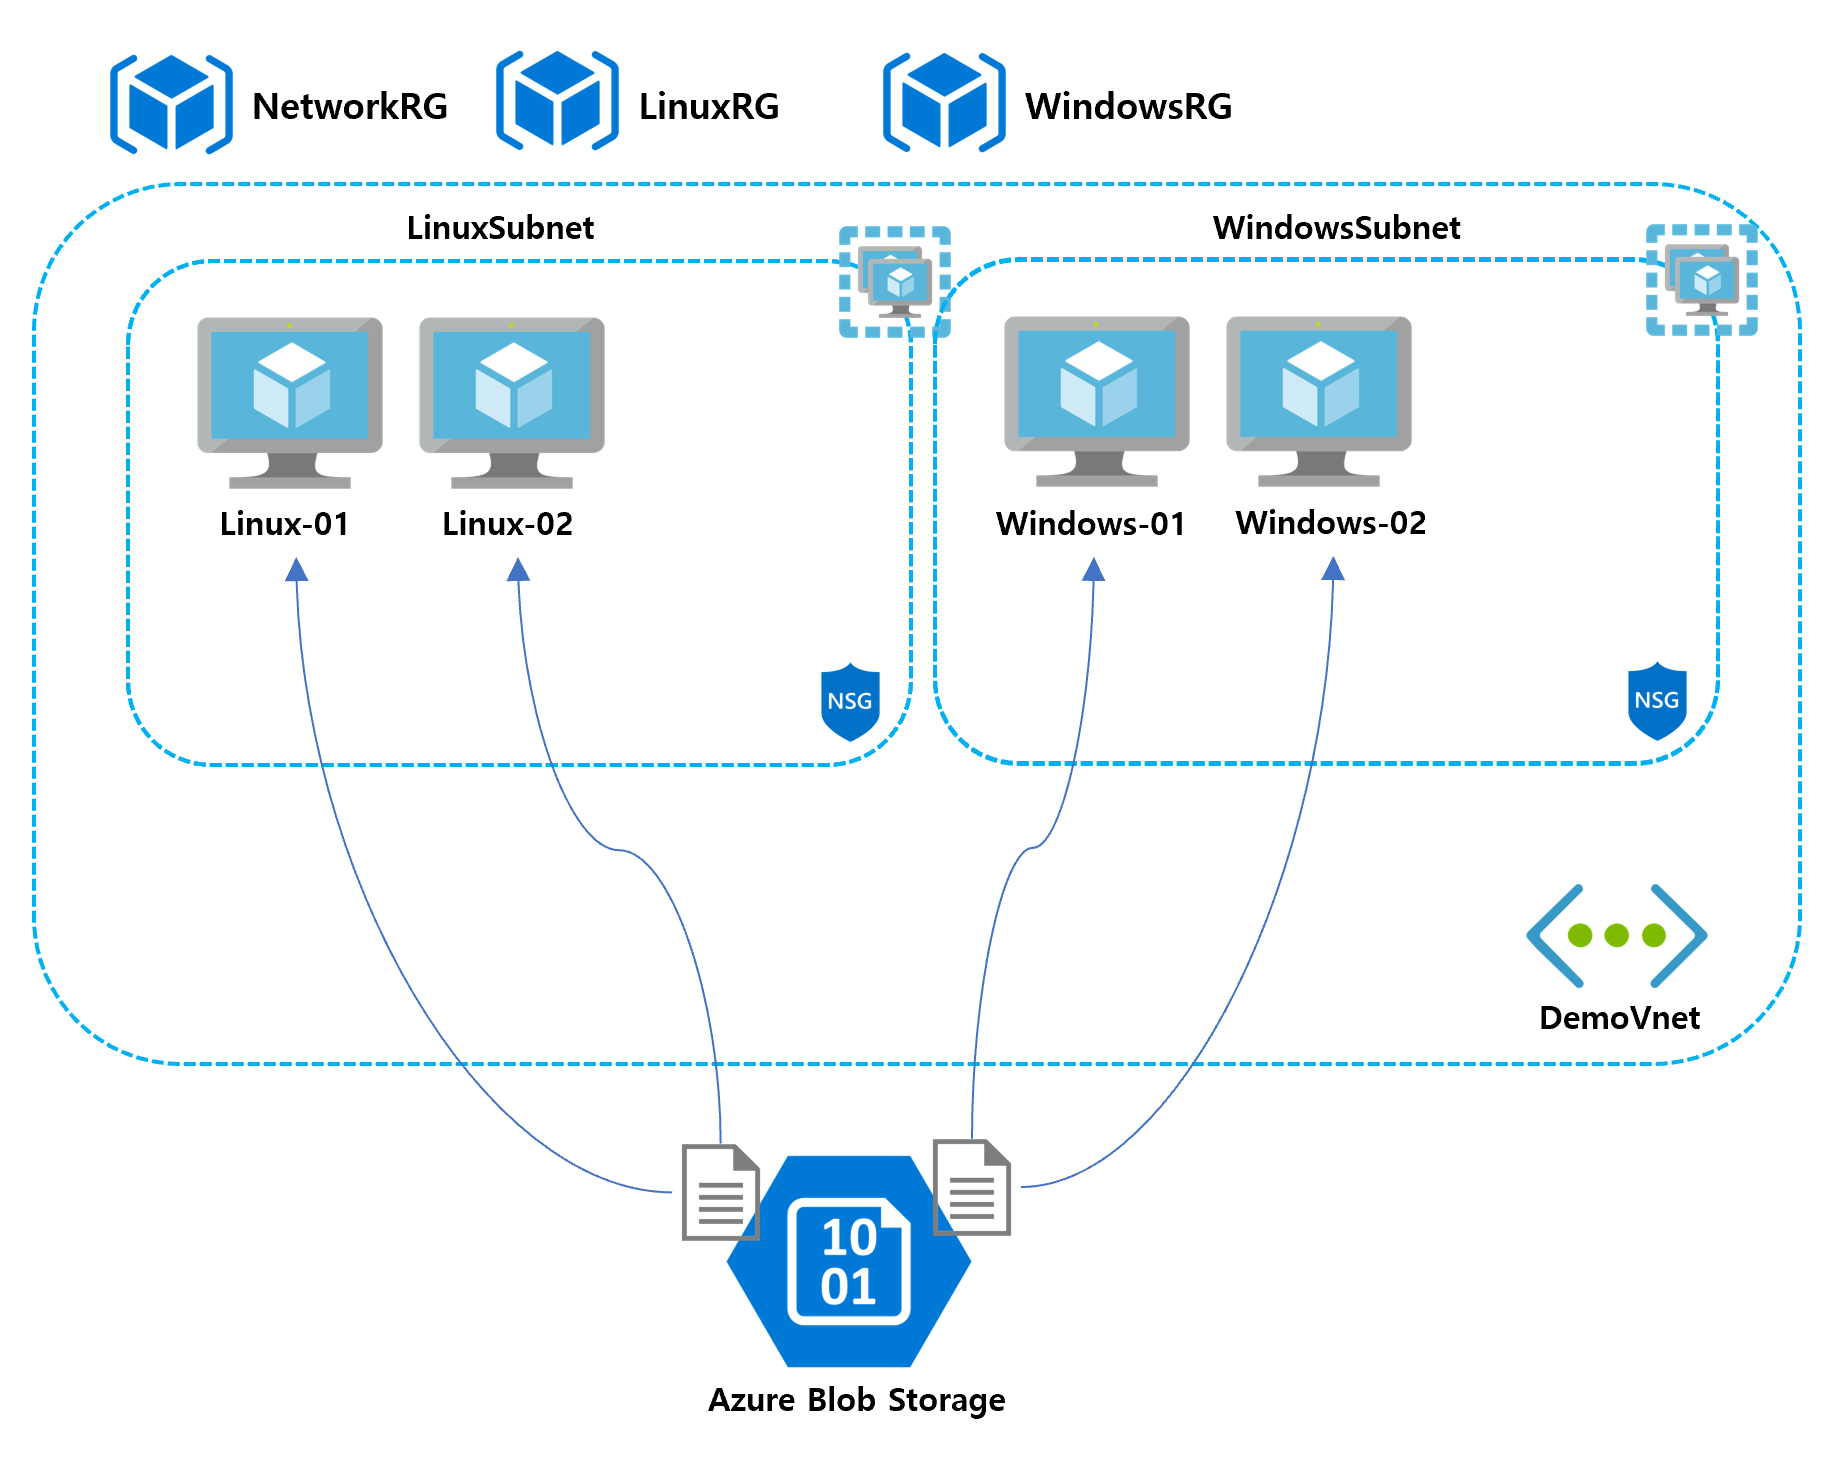 NetworkRG
LinuxRG
WindowsRG
LinuxSubnet
WindowsSubnet
Linux-01
Linux-02
Windows-01
Windows-02
NSG
NSG
DemoVnet
10
01
Azure Blob Storage